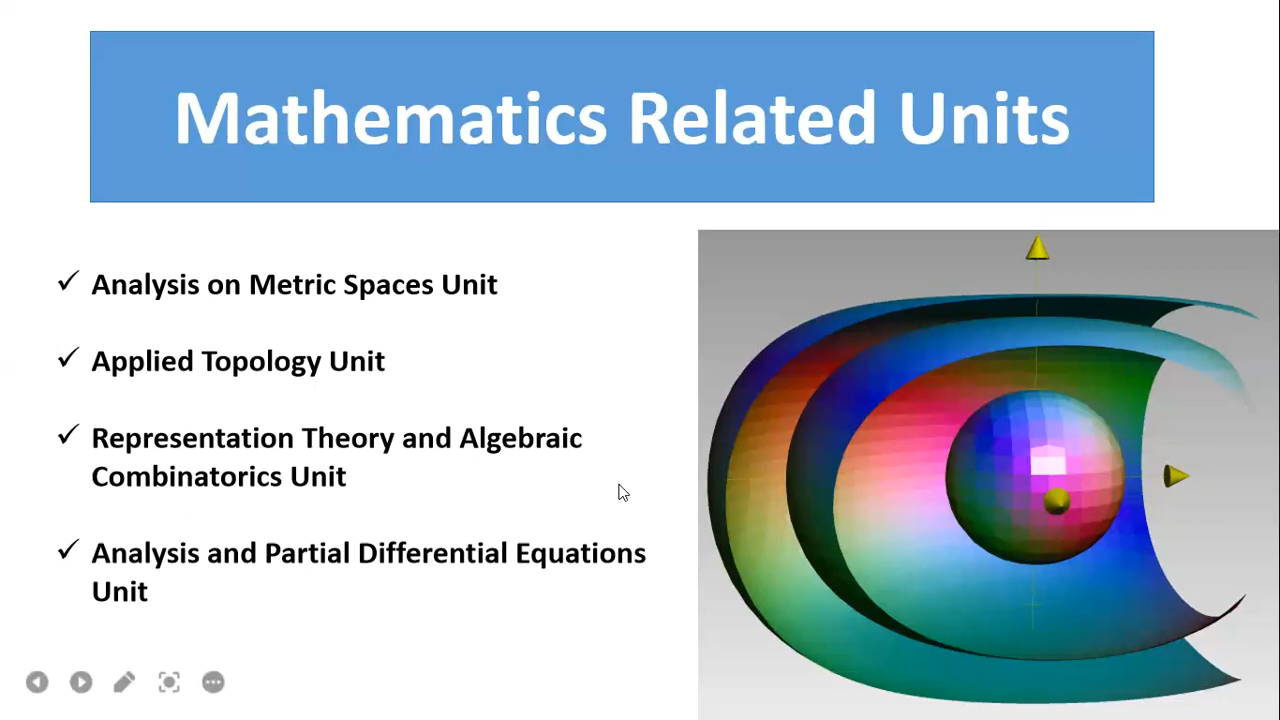 Mathematics Related Units
✓ Analysis on Metric Spaces Unit
✓ Applied Topology Unit
✓ Representation Theory and Algebraic
Combinatorics Unit
✓ Analysis and Partial Differential Equations
Unit